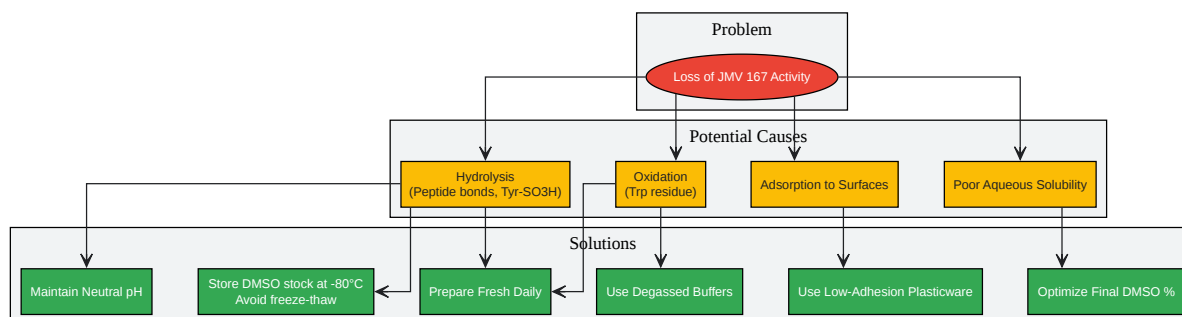 Problem
Loss of JMV 167 Activity
Potential Causes
Hydrolysis
(Peptide bonds, Tyr-SO3H)
Oxidation
(Trp residue)
Adsorption to Surfaces
Poor Aqueous Solubility
Solutions
Maintain Neutral pH
Store DMSO stock at -80°C
Avoid freeze-thaw
Prepare Fresh Daily
Use Degassed Buffers
Use Low-Adhesion Plasticware
Optimize Final DMSO %